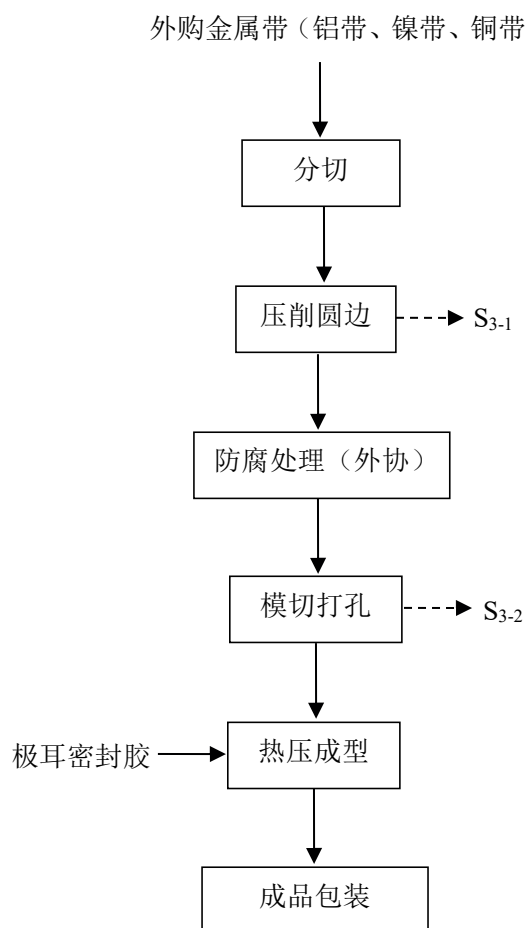 外购金属带（铝带、镍带、铜带
分切
压削圆边
S3-1
防腐处理（外协）
模切打孔
S3-2
极耳密封胶
热压成型
成品包装